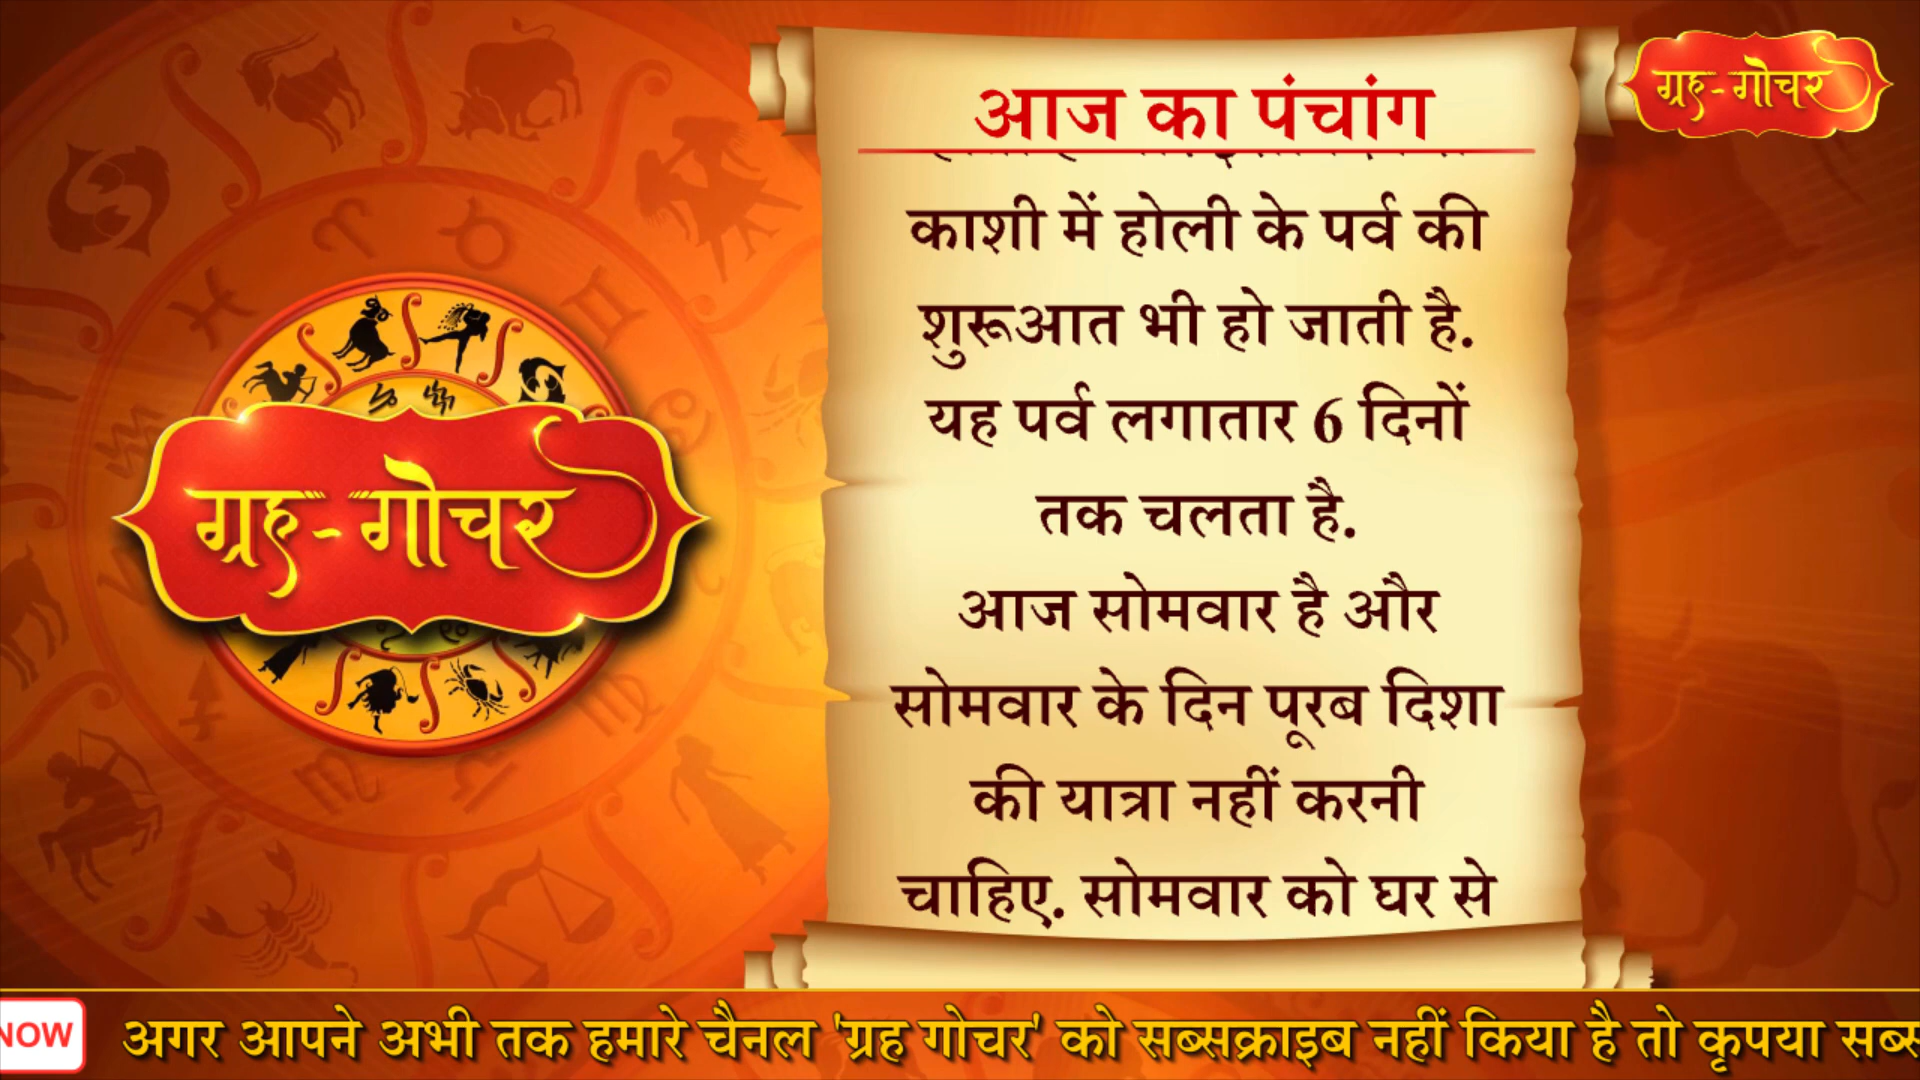 आज का पंचांग
ग्रह-गोचर
काशी में होली के पर्व की
शुरूआत भी हो जाती है.
यह पर्व लगातार 6 दिनों
तक चलता है.
आज सोमवार है और
सोमवार के दिन पूरब दिशा
की यात्रा नहीं करनी
चाहिए. सोमवार को घर से
ग्रह-गोचर
NOW अगर आपने अभी तक हमारे चैनल 'ग्रह गोचर' को सब्सक्राइब नहीं किया है तो कृपया